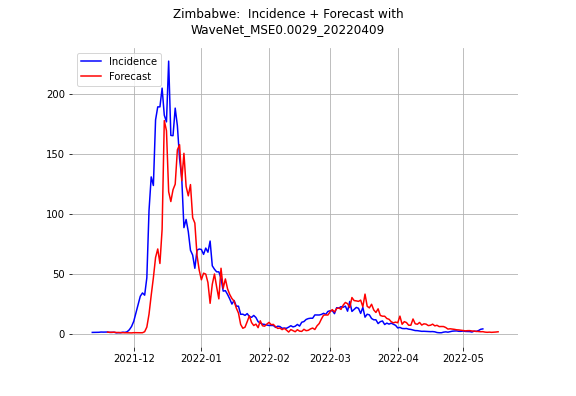 Zimbabwe:  Incidence + Forecast with
WaveNet_MSE0.0029_20220409
Incidence
Forecast
200
150
100
50
0
2021-12
2022-01
2022-02
2022-03
2022-04
2022-05